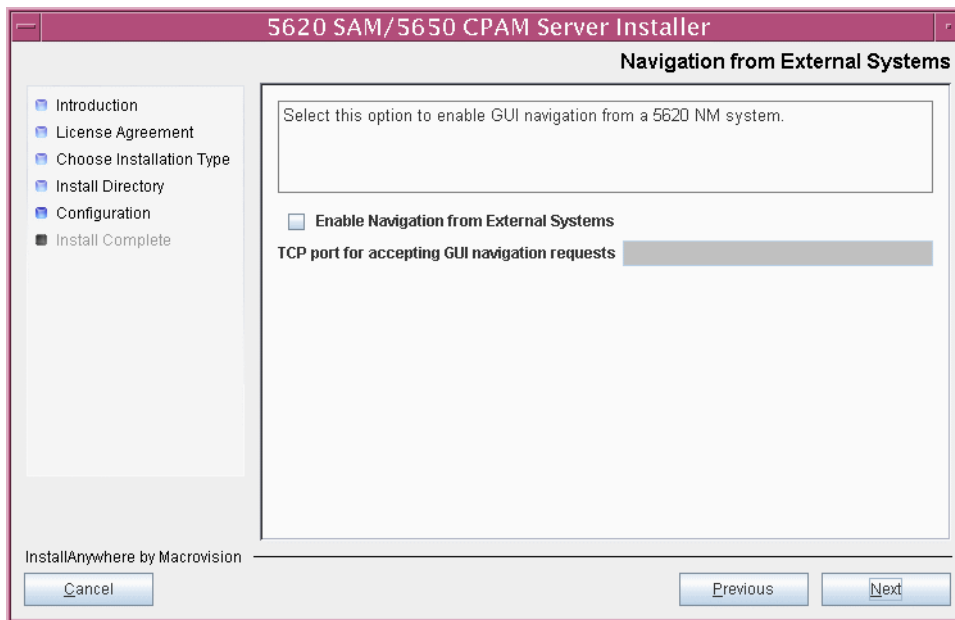 5620 SAM/5650 CPAM Server Installer
Navigation from External Systems
Introduction
License Agreement
Choose Installation Type
Install Directory
Configuration
Install Complete
Select this option to enable GUI navigation from a 5620 NM system.
Enable Navigation from External Systems
TCP port for accepting GUI navigation requests
InstallAnywhere by Macrovision
Cancel
Previous
Next